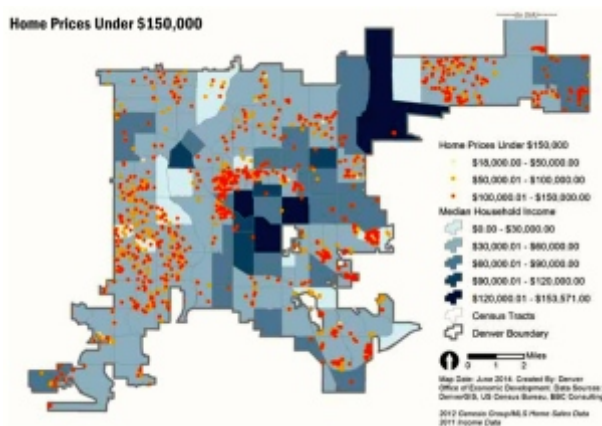 Home Prices Under $150,000
Home Prices Under $150,000
$18,000.00 - $50,000.00
$50,000.01 - $100,000.00
$100,000.01 - $150,000.00
Median Household Income
$0.00 - $30,000.00
$30,000.01 - $60,000.00
$60,000.01 - $90,000.00
$90,000.01 - $120,000.00
$120,000.01 - $153,571.00
Census Tracts
Denver Boundary
0 1 2 Miles
Map Date: June 2014. Created By: Denver
Office of Economic Development. Data Sources:
DenverGIS, US Census Bureau, BBC Consulting
2012 Genesis Group/MLS Home Sales Data
2011 Income Data